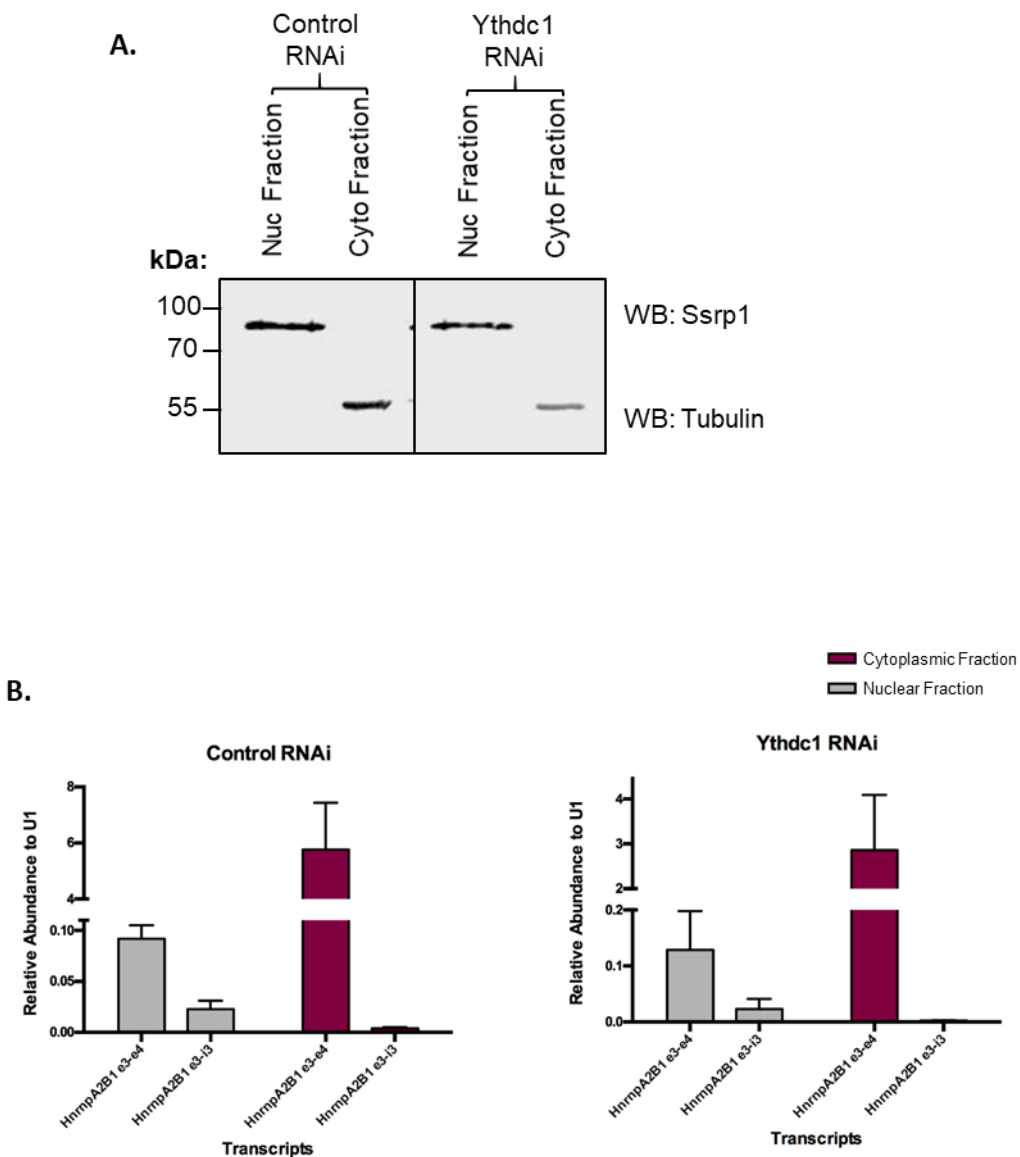 A.
Control
RNAi
Ythdc1
RNAi
Nuc Fraction
Cyto Fraction
Nuc Fraction
Cyto Fraction
kDa:
100
70
55
WB: Ssrp1
WB: Tubulin
B.
Cytoplasmic Fraction
Nuclear Fraction
Control RNAi
Relative Abundance to U1
8
6
4
0.10
0.05
0.00
HnrnpA2B1 e3-e4
HnrnpA2B1 e3-i3
HnrnpA2B1 e3-e4
HnrnpA2B1 e3-i3
Transcripts
Ythdc1 RNAi
Relative Abundance to U1
4
3
2
0.2
0.1
0.0
HnrnpA2B1 e3-e4
HnrnpA2B1 e3-i3
HnrnpA2B1 e3-e4
HnrnpA2B1 e3-i3
Transcripts